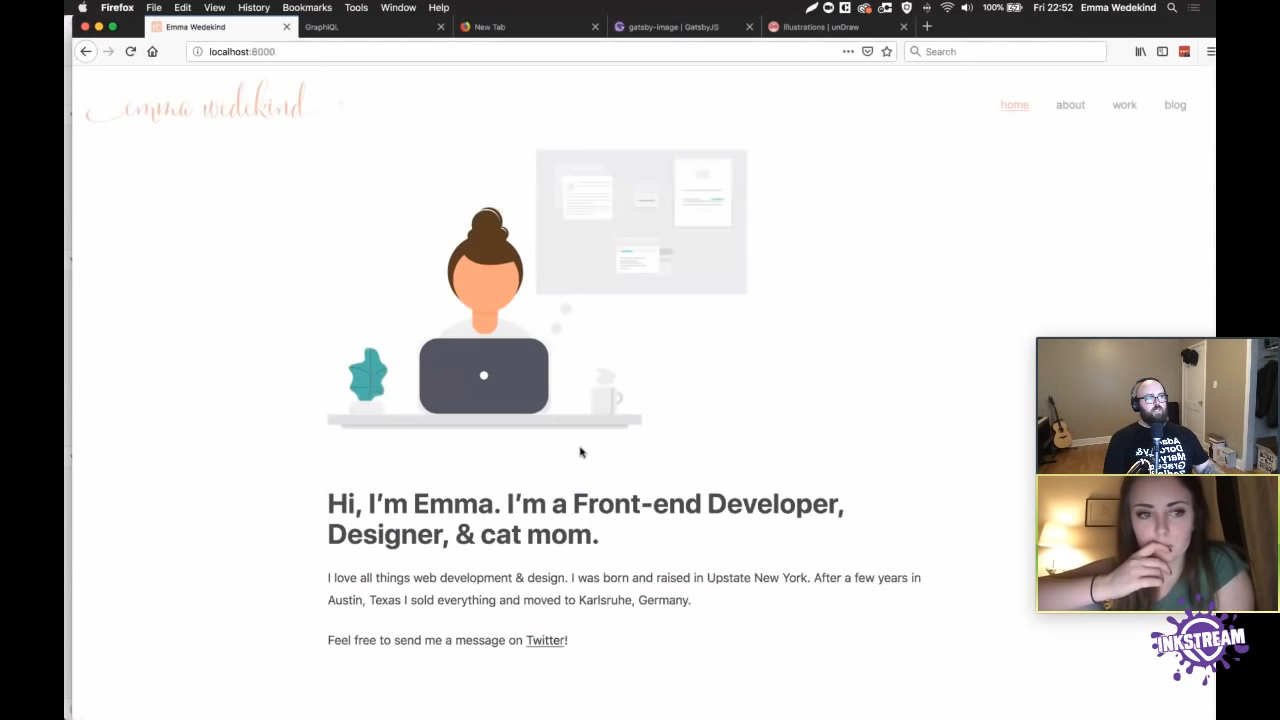 Firefox File Edit View History Bookmarks Tools Window Help 100% Fri 22:52 Emma Wedekind
Emma Wedekind GraphiQL New Tab gatsby-image | GatsbyJS Illustrations | unDraw
localhost:8000 Search
emma wedekind home about work blog
Hi, I'm Emma. I'm a Front-end Developer,
Designer, & cat mom.
I love all things web development & design. I was born and raised in Upstate New York. After a few years in
Austin, Texas I sold everything and moved to Karlsruhe, Germany.
Feel free to send me a message on Twitter!
INKSTREAM